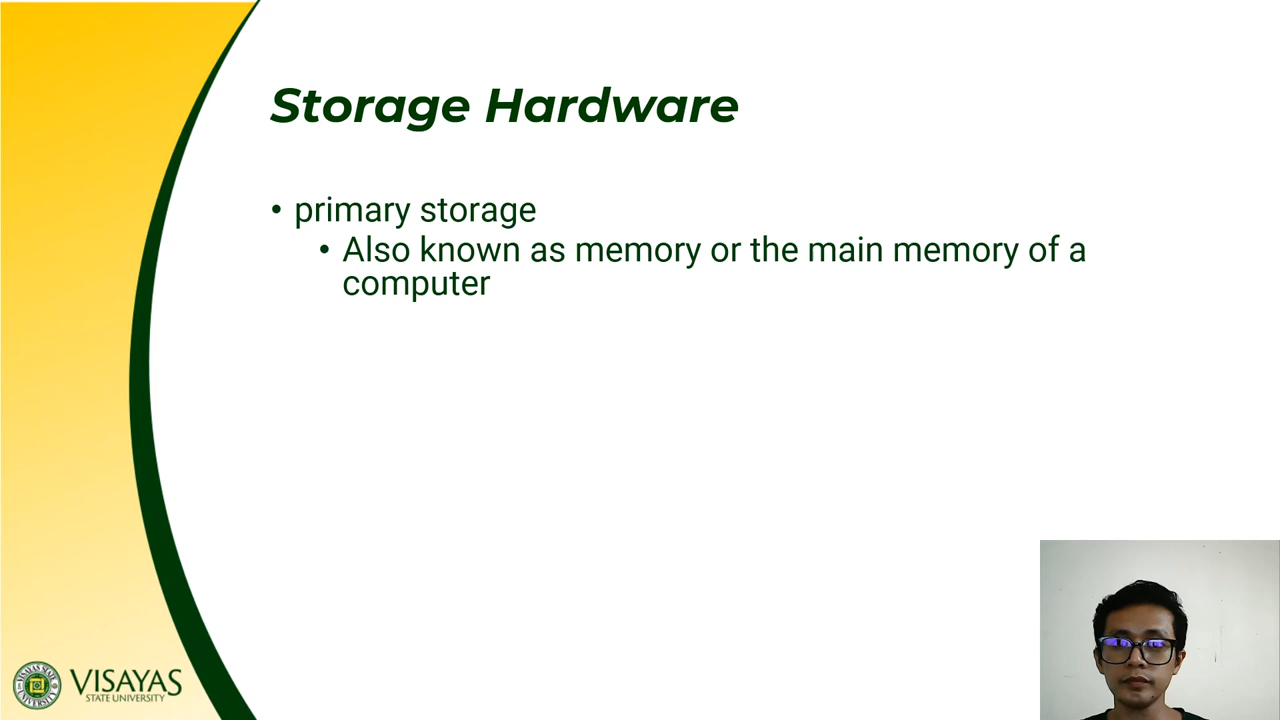 Storage Hardware
• primary storage
• Also known as memory or the main memory of a
computer
VISAYAS
STATE UNIVERSITY